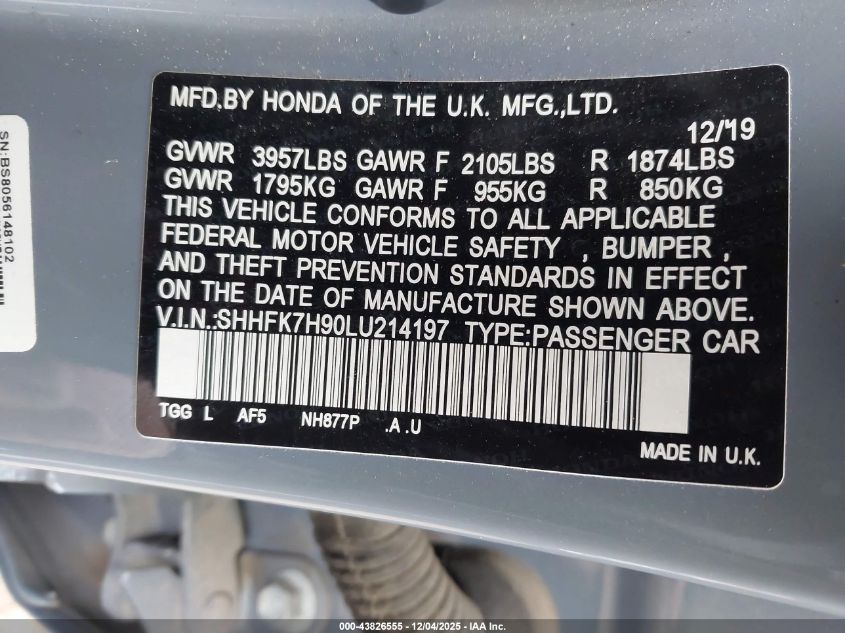 MFD.BY HONDA OF THE U.K. MFG.,LTD.
12/'19
GVWR 3957LBS GAWR F 2105LBS R 1874LBS
GVWR 1795KG GAWR F 955KG R 850KG
THIS VEHICLE CONFORMS TO ALL APPLICABLE
FEDERAL MOTOR VEHICLE SAFETY , BUMPER ,
AND THEFT PREVENTION STANDARDS IN EFFECT
ON THE DATE OF MANUFACTURE SHOWN ABOVE.
V.I.N.:SHHFK7H90LU214197 TYPE:PASSENGER CAR
TGG L AF5 NH877P .A .U
MADE IN U.K.
SN:BS8056148102
000-43826555 - 12/04/2025 - IAA Corp.